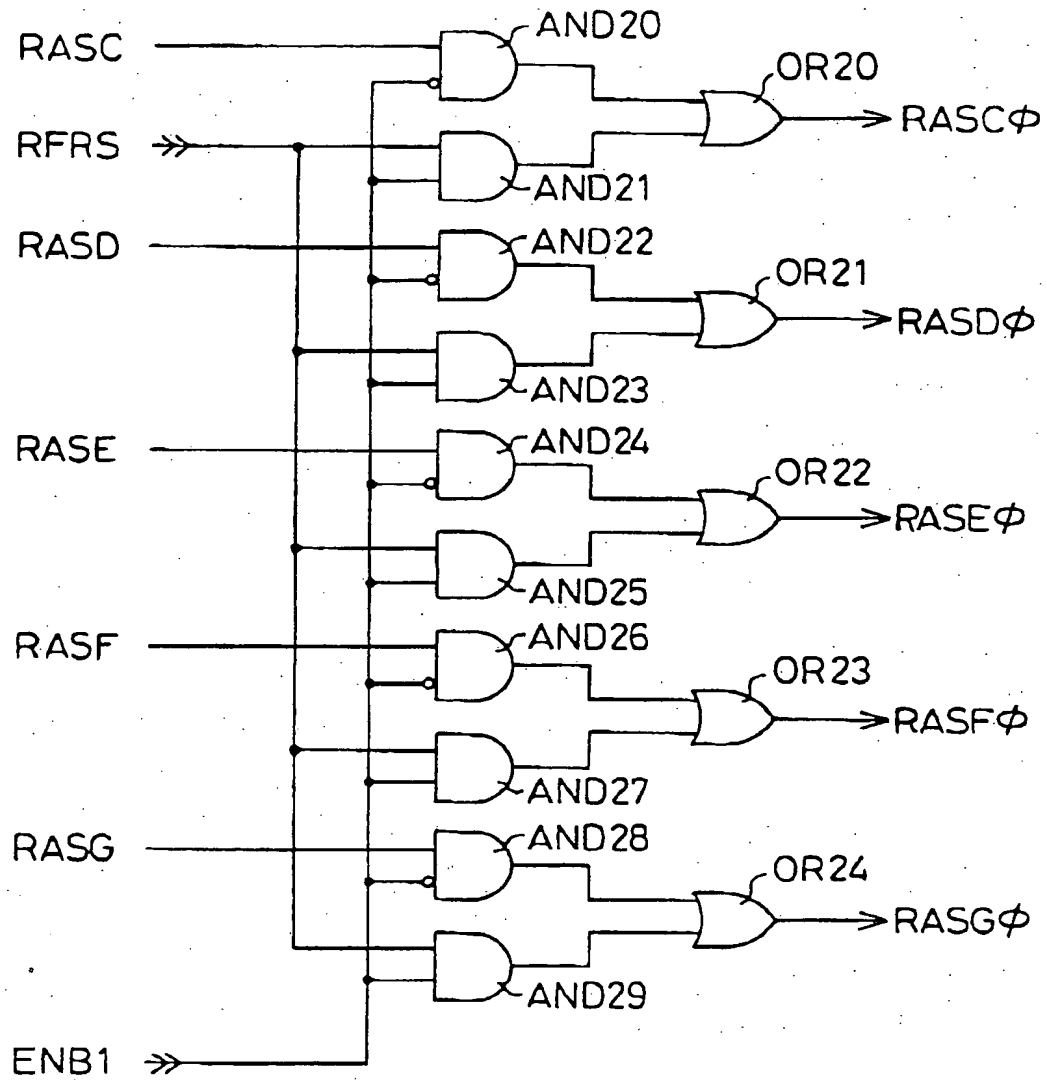 AND20
RASC
OR20
RASCϕ
RFRS
AND21
RASD
AND22
OR21
RASDϕ
AND23
RASE
AND24
OR22
RASEϕ
AND25
RASF
AND26
OR23
RASFϕ
AND27
RASG
AND28
OR24
RASGϕ
AND29
ENB1